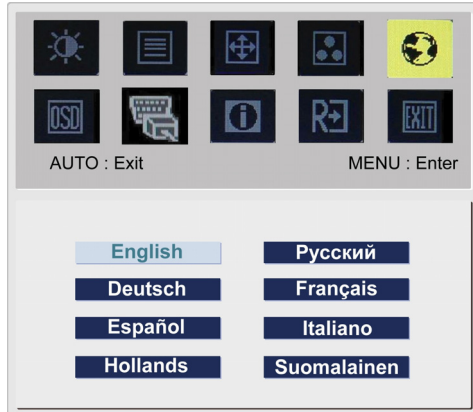 OSD
R
EXIT
AUTO : Exit
MENU : Enter
English
Русский
Deutsch
Français
Español
Italiano
Hollands
Suomalainen